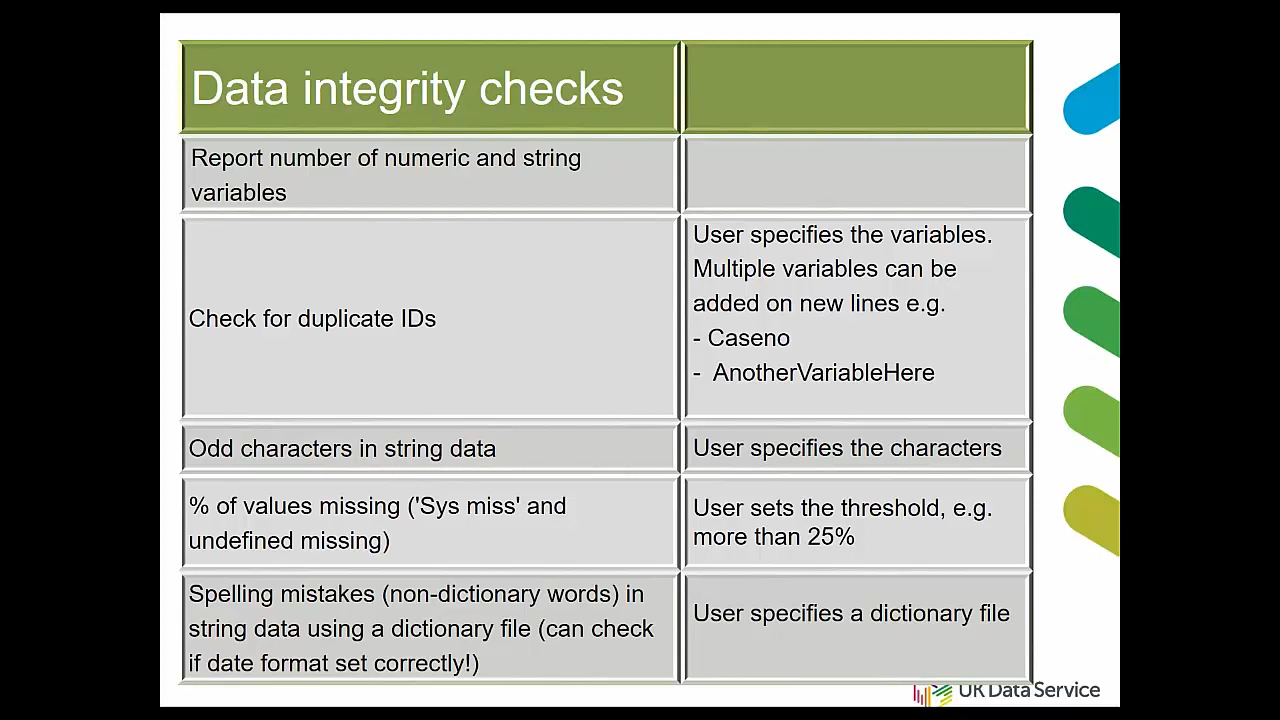 Data integrity checks
Report number of numeric and string
variables
Check for duplicate IDs
User specifies the variables.
Multiple variables can be
added on new lines e.g.
- Caseno
- AnotherVariableHere
Odd characters in string data
User specifies the characters
% of values missing ('Sys miss' and
undefined missing)
User sets the threshold, e.g.
more than 25%
Spelling mistakes (non-dictionary words) in
string data using a dictionary file (can check
if date format set correctly!)
User specifies a dictionary file
UK Data Service